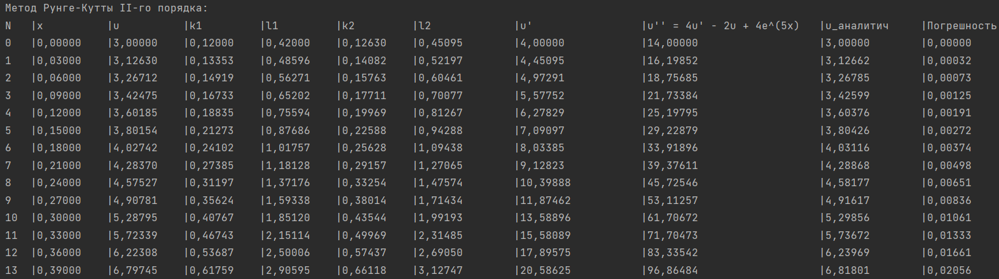 Метод Рунге-Кутты II-го порядка:
N |x |u |k1 |l1 |k2 |l2 |u' |u'' = 4u' - 2u + 4e^(5x) |u_аналитич |Погрешность
0 |0,00000 |3,00000 |0,12000 |0,42000 |0,12630 |0,45095 |4,00000 |14,00000 |3,00000 |0,00000
1 |0,03000 |3,12630 |0,13353 |0,48596 |0,14082 |0,52197 |4,45095 |16,19852 |3,12662 |0,00032
2 |0,06000 |3,26712 |0,14919 |0,56271 |0,15763 |0,60461 |4,97291 |18,75685 |3,26785 |0,00073
3 |0,09000 |3,42475 |0,16733 |0,65202 |0,17711 |0,70077 |5,57752 |21,73384 |3,42599 |0,00125
4 |0,12000 |3,60185 |0,18835 |0,75594 |0,19969 |0,81267 |6,27829 |25,19795 |3,60376 |0,00191
5 |0,15000 |3,80154 |0,21273 |0,87686 |0,22588 |0,94288 |7,09097 |29,22879 |3,80426 |0,00272
6 |0,18000 |4,02742 |0,24102 |1,01757 |0,25628 |1,09438 |8,03385 |33,91896 |4,03116 |0,00374
7 |0,21000 |4,28370 |0,27385 |1,18128 |0,29157 |1,27065 |9,12823 |39,37611 |4,28868 |0,00498
8 |0,24000 |4,57527 |0,31197 |1,37176 |0,33254 |1,47574 |10,39888 |45,72546 |4,58177 |0,00651
9 |0,27000 |4,90781 |0,35624 |1,59338 |0,38014 |1,71434 |11,87462 |53,11257 |4,91617 |0,00836
10 |0,30000 |5,28795 |0,40767 |1,85120 |0,43544 |1,99193 |13,58896 |61,70672 |5,29856 |0,01061
11 |0,33000 |5,72339 |0,46743 |2,15114 |0,49969 |2,31485 |15,58089 |71,70473 |5,73672 |0,01333
12 |0,36000 |6,22308 |0,53687 |2,50006 |0,57437 |2,69050 |17,89575 |83,33542 |6,23969 |0,01661
13 |0,39000 |6,79745 |0,61759 |2,90595 |0,66118 |3,12747 |20,58625 |96,86484 |6,81801 |0,02056